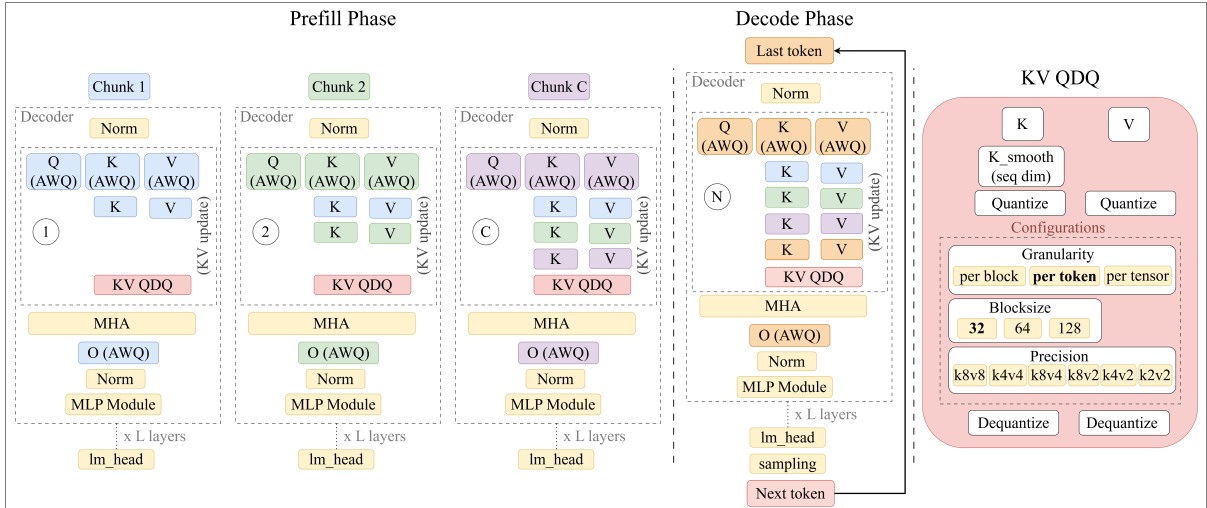 Prefill Phase
Chunk 1
Decoder
Norm
Q (AWQ)
K (AWQ)
V (AWQ)
K
V
1
(KV update)
KV QDQ
MHA
O (AWQ)
Norm
MLP Module
x L layers
lm_head
Chunk 2
Decoder
Norm
Q (AWQ)
K (AWQ)
V (AWQ)
K
V
2
K
V
(KV update)
KV QDQ
MHA
O (AWQ)
Norm
MLP Module
x L layers
lm_head
Chunk C
Decoder
Norm
Q (AWQ)
K (AWQ)
V (AWQ)
K
V
C
K
V
K
V
(KV update)
KV QDQ
MHA
O (AWQ)
Norm
MLP Module
x L layers
lm_head
Decode Phase
Last token
Decoder
Norm
Q (AWQ)
K (AWQ)
V (AWQ)
K
V
N
K
V
K
V
K
V
(KV update)
KV QDQ
MHA
O (AWQ)
Norm
MLP Module
x L layers
lm_head
sampling
Next token
KV QDQ
K
V
K_smooth
(seq dim)
Quantize
Quantize
Configurations
Granularity
per block per token per tensor
Blocksize
32 64 128
Precision
k8v8 k4v4 k8v4 k8v2 k4v2 k2v2
Dequantize
Dequantize